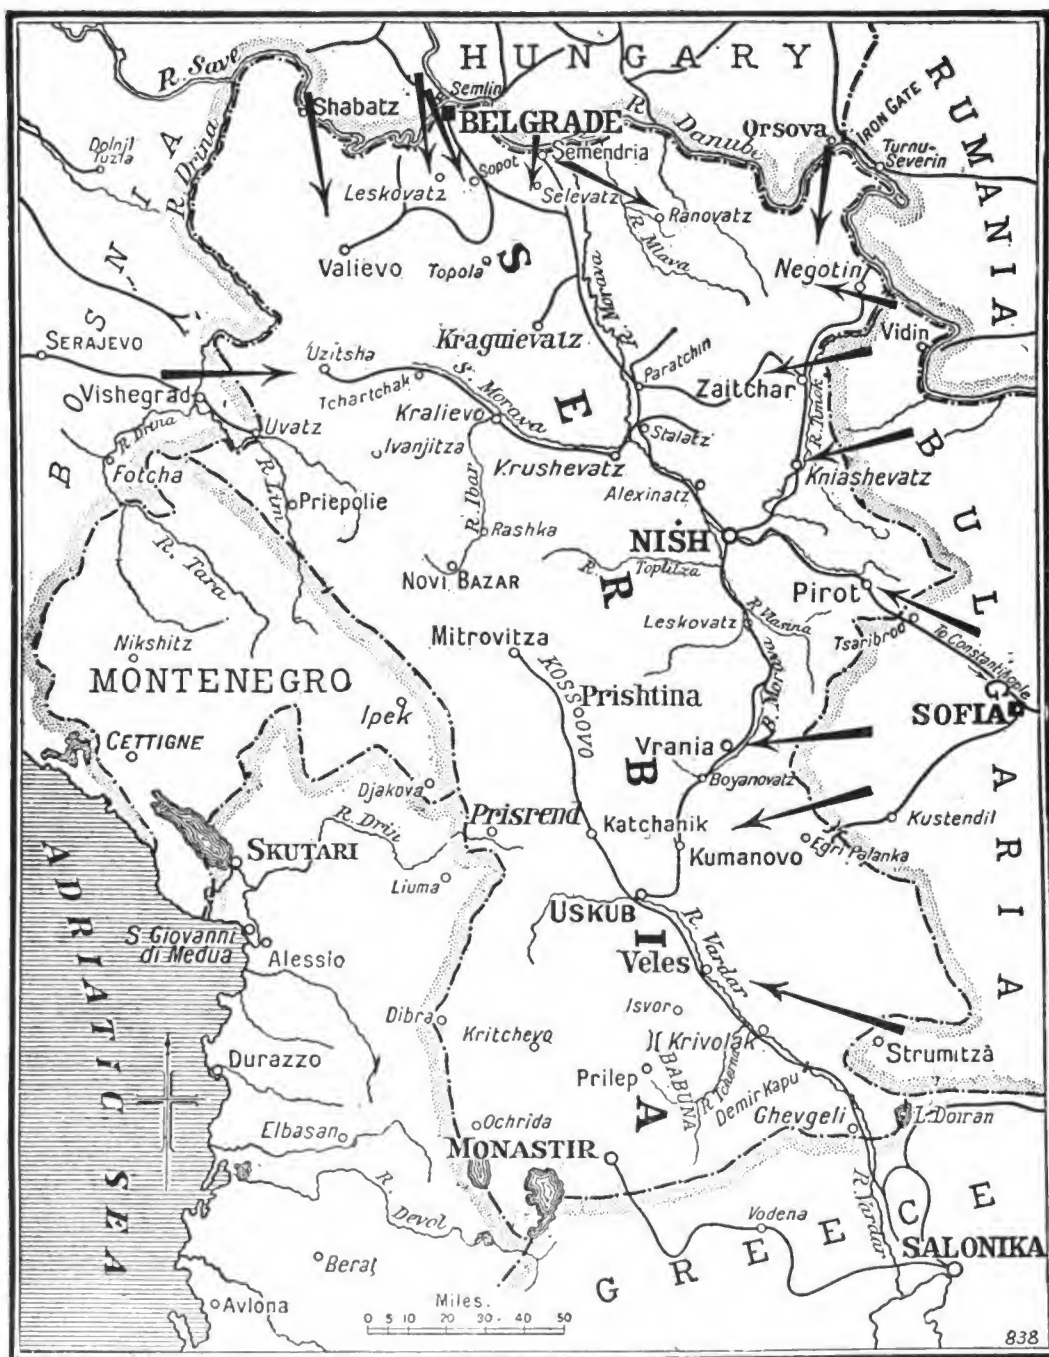 HUNGARY
RUMANIA
R. Save
Semlin
Shabatz
BELGRADE
R. Danube
Orsova
IRON GATE
Turnu-
Severin
Dolnji
Tuzla
R. Drina
Leskovatz
Sopot
Semendria
Selevatz
Ranovatz
R. Mlava
Valievo
Topola
R. Morava
Negotin
BOSNIA
SERBIA
SERAJEVO
Uzitsha
Kraguievatz
Paratchin
Vidin
Zaitchar
Vishegrad
Tchartchak
S. Morava
R. Timok
Kralievo
Uvatz
Ivanjitza
Stalatz
R. Drina
Fotcha
Krushevatz
Kniashevatz
BULGARIA
R. Lim
Priepolie
R. Ibar
Alexinatz
Rashka
NISH
R. Tara
NOVI BAZAR
R. Toplitza
Pirot
Nikshitz
Mitrovitza
Leskovatz
R. Vlasina
Tsaribrod
To Constantinople
MONTENEGRO
KOSSOVO
Prishtina
B. Morava
SOFIA
Ipek
CETTIGNE
Vrania
Boyanovatz
Djakova
Prisrend
Katchanik
Kustendil
R. Drin
Kumanovo
Egri Palanka
SKUTARI
Liuma
USKUB
ADRIATIC SEA
S. Giovanni
di Medua
Alessio
Veles
R. Vardar
Isvor
Dibra
Kritchevo
Krivolak
Strumitza
Durazzo
Prilep
BABUNA
R. Tcherna
Demir Kapu
Ghevgeli
L. Doiran
Elbasan
Ochrida
MONASTIR
R. Devol
R. Vardar
Vodena
GREECE
SALONIKA
Berat
Avlona
Miles.
0 5 10 20 30 40 50
838